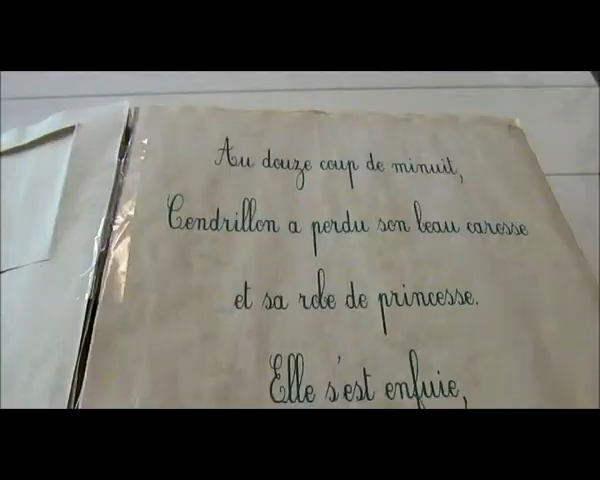 Au douze coup de minuit,
Cendrillon a perdu son beau carosse
et sa robe de princesse.
Elle s'est enfuie,